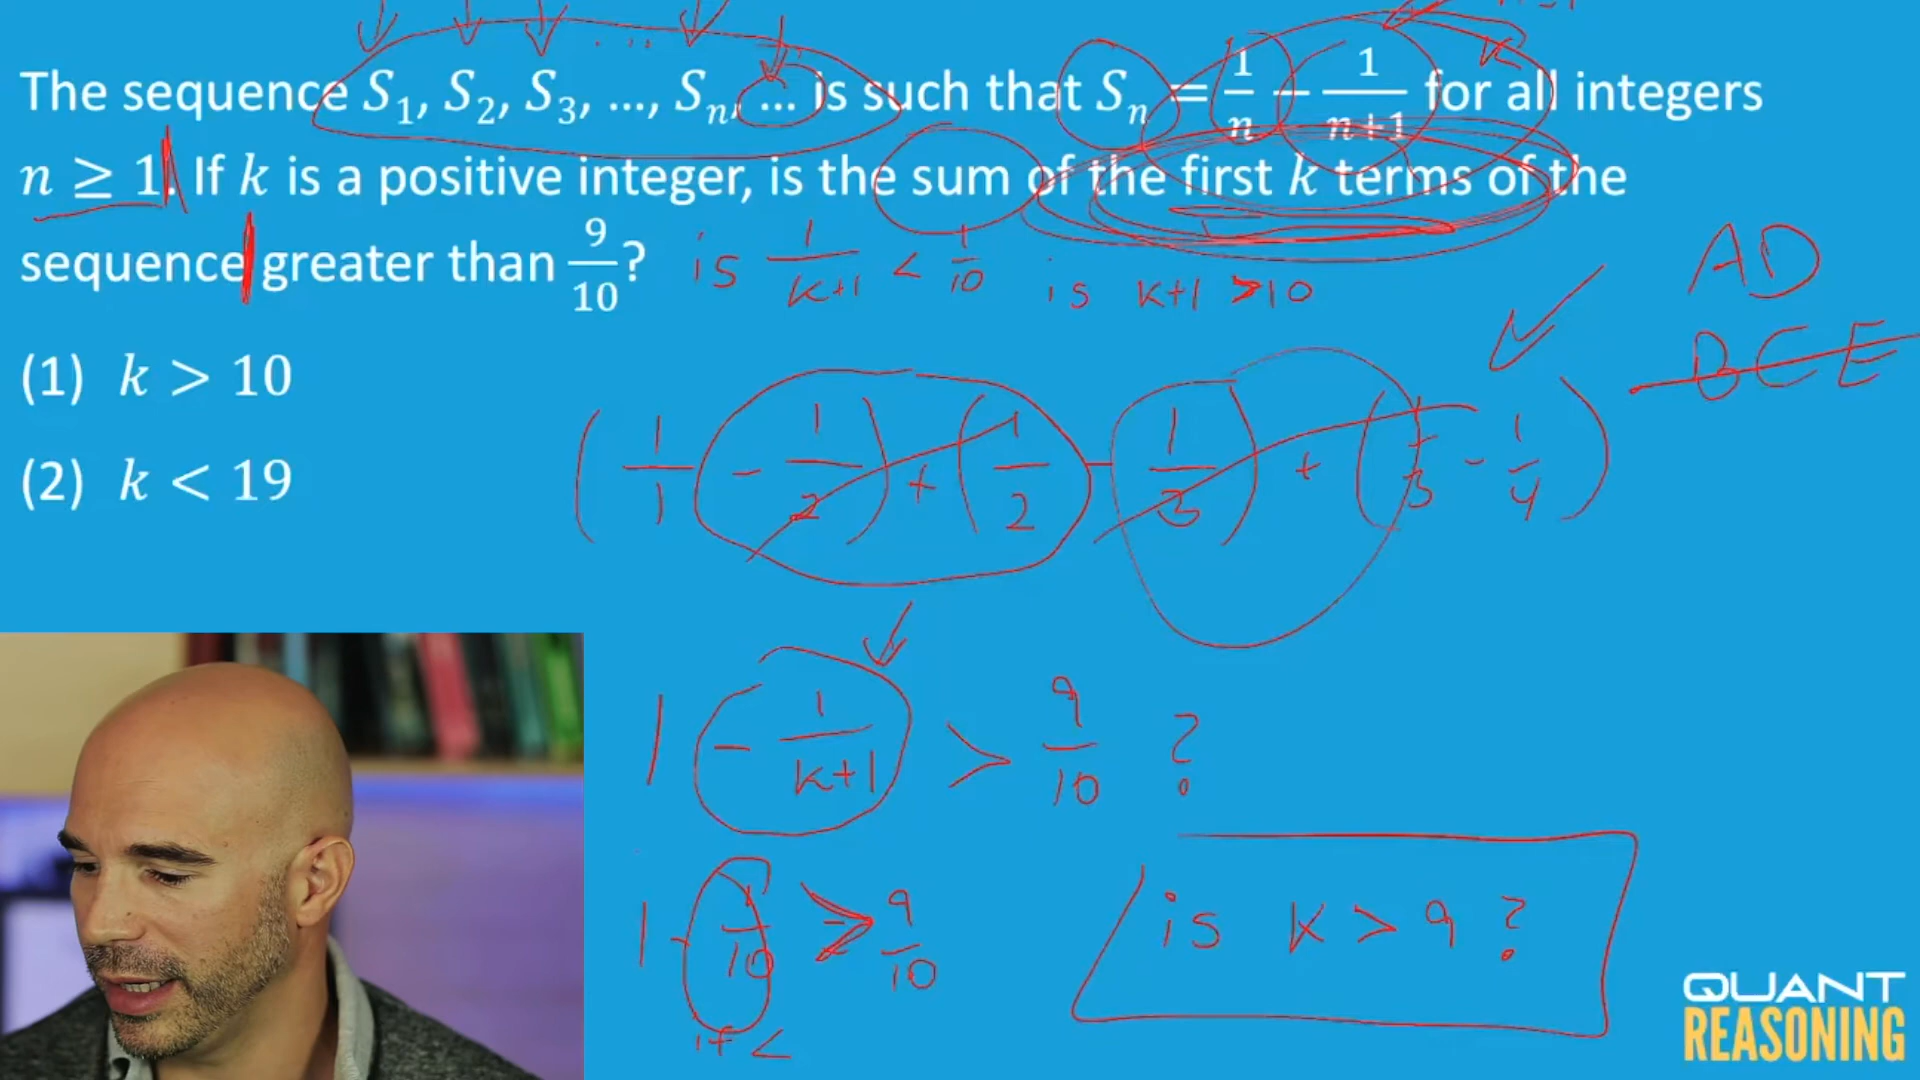 The sequence S₁, S₂, S₃, ..., Sₙ, ... is such that Sₙ = 1/n − 1/(n+1) for all integers
n ≥ 1. If k is a positive integer, is the sum of the first k terms of the
sequence greater than 9/10?
is 1/(k+1) < 1/10 is k+1 > 10
AD
BCE
(1) k > 10
(1/1 − 1/2) + (1/2 − 1/3) + (1/3 − 1/4)
(2) k < 19
1 − 1/(k+1) > 9/10 ?
1 − 1/10 > 9/10
is k > 9 ?
if <
QUANT
REASONING